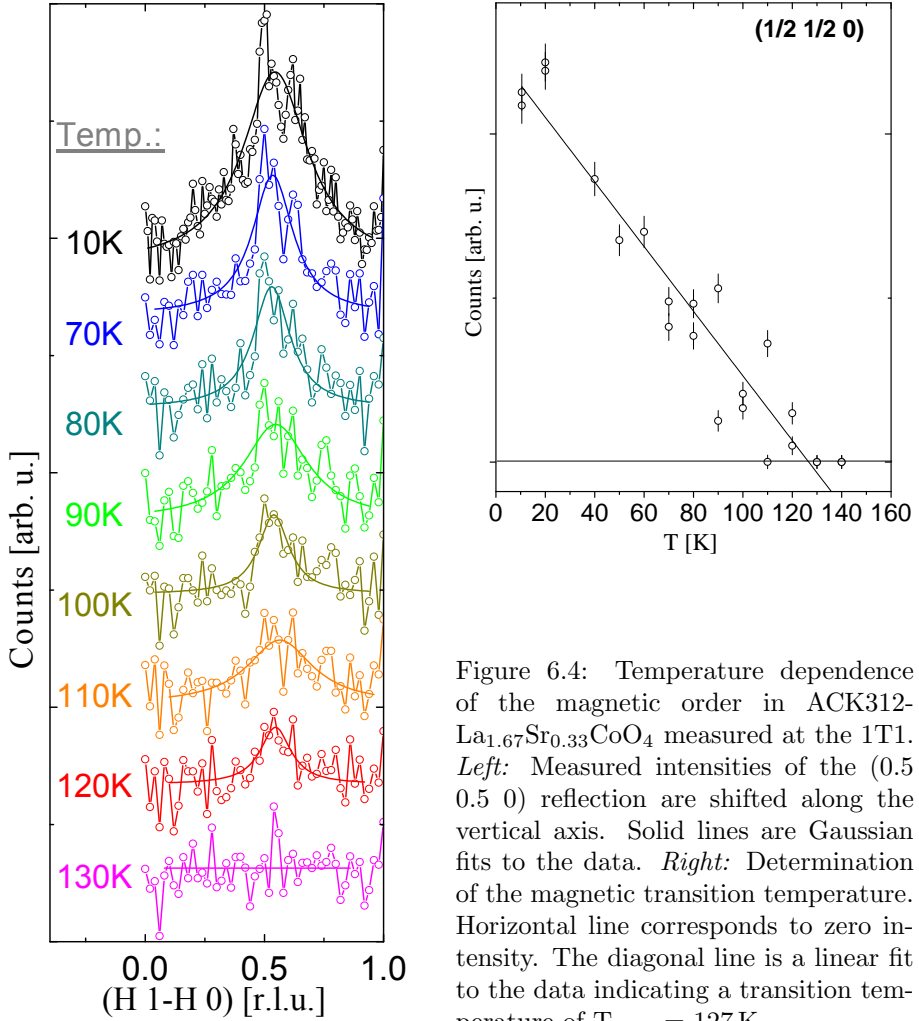 Temp.:
10K
70K
80K
90K
100K
110K
120K
130K
Counts [arb. u.]
0.0 0.5 1.0
(H 1-H 0) [r.l.u.]
(1/2 1/2 0)
Counts [arb. u.]
0 20 40 60 80 100 120 140 160
T [K]
Figure 6.4: Temperature dependence
of the magnetic order in ACK312-
La1.67Sr0.33CoO4 measured at the 1T1.
Left: Measured intensities of the (0.5
0.5 0) reflection are shifted along the
vertical axis. Solid lines are Gaussian
fits to the data. Right: Determination
of the magnetic transition temperature.
Horizontal line corresponds to zero in-
tensity. The diagonal line is a linear fit
to the data indicating a transition tem-
perature of T = 127 K